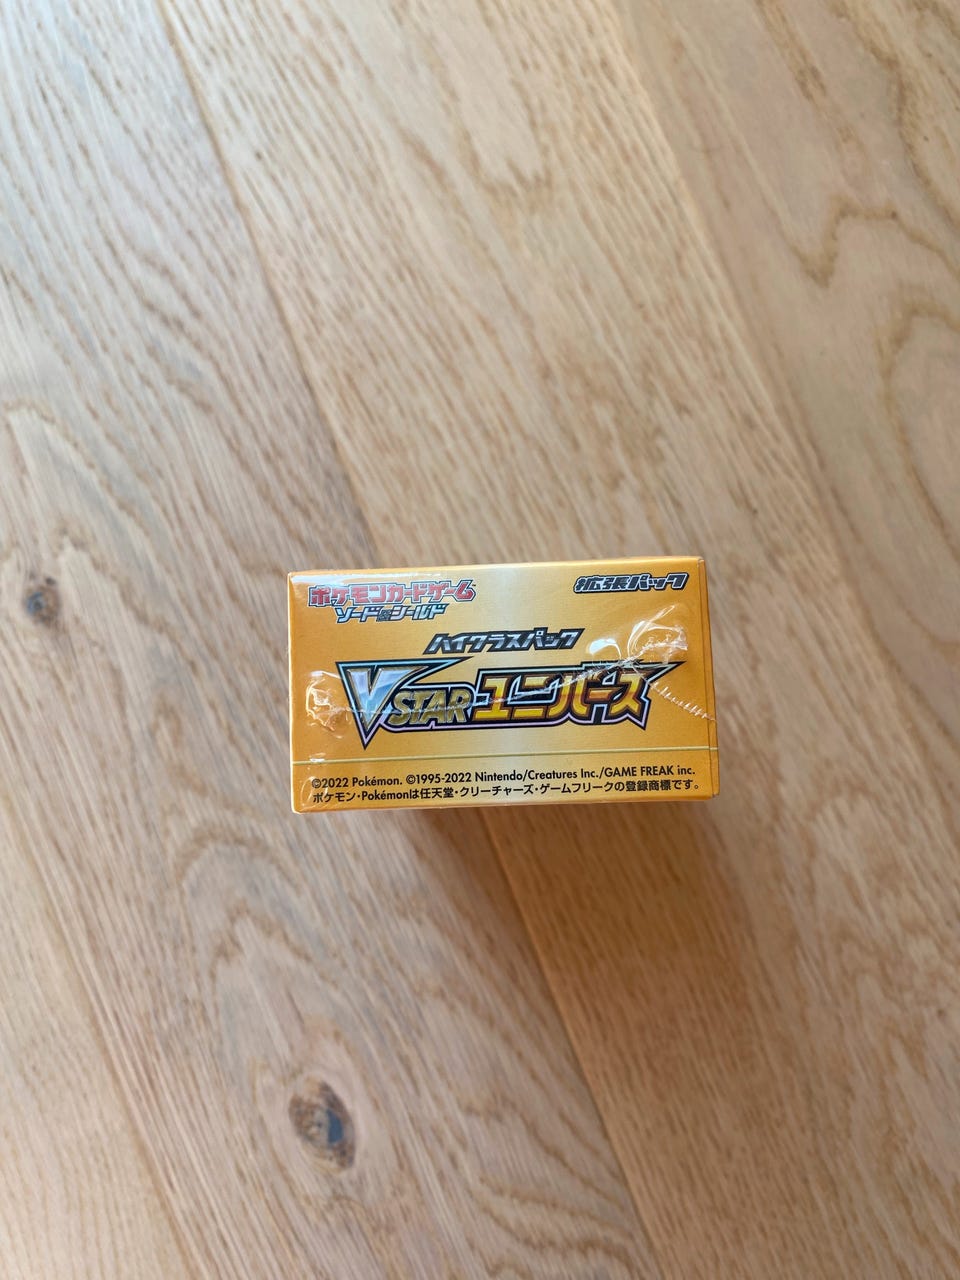 ポケモンカードゲーム
ソード&シールド
拡張パック
ハイクラスパック
VSTARユニバース
©2022 Pokémon. ©1995-2022 Nintendo/Creatures Inc./GAME FREAK inc.
ポケモン・Pokémonは任天堂・クリーチャーズ・ゲームフリークの登録商標です。